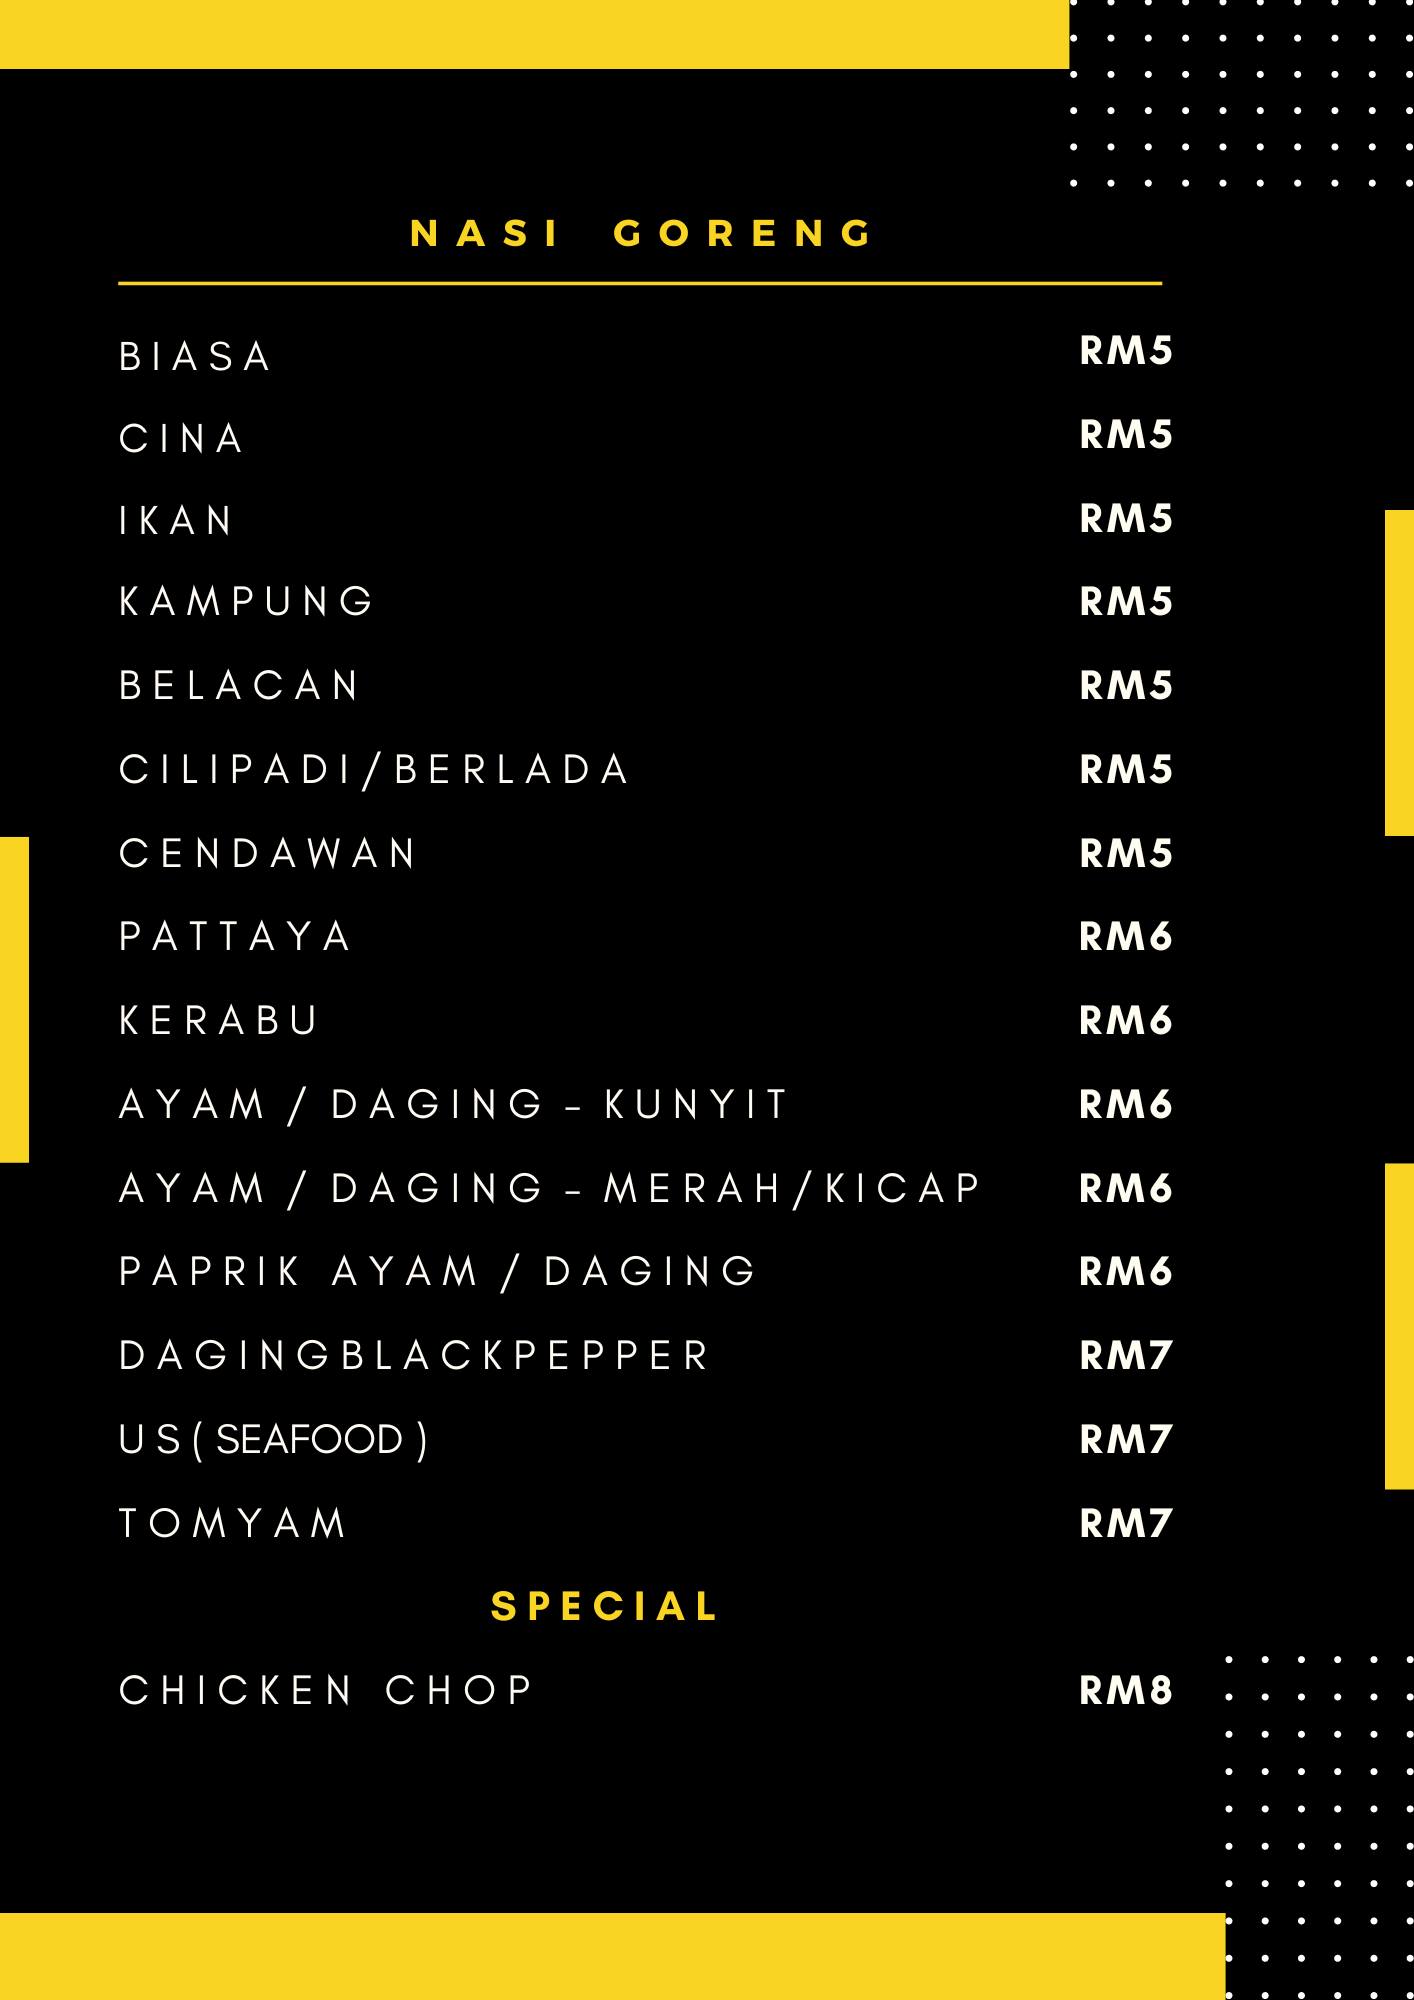 NASI GORENG
BIASA RM5
CINA RM5
IKAN RM5
KAMPUNG RM5
BELACAN RM5
CILIPADI/BERLADA RM5
CENDAWAN RM5
PATTAYA RM6
KERABU RM6
AYAM / DAGING - KUNYIT RM6
AYAM / DAGING - MERAH/KICAP RM6
PAPRIK AYAM / DAGING RM6
DAGINGBLACKPEPPER RM7
US( SEAFOOD ) RM7
TOMYAM RM7
SPECIAL
CHICKEN CHOP RM8